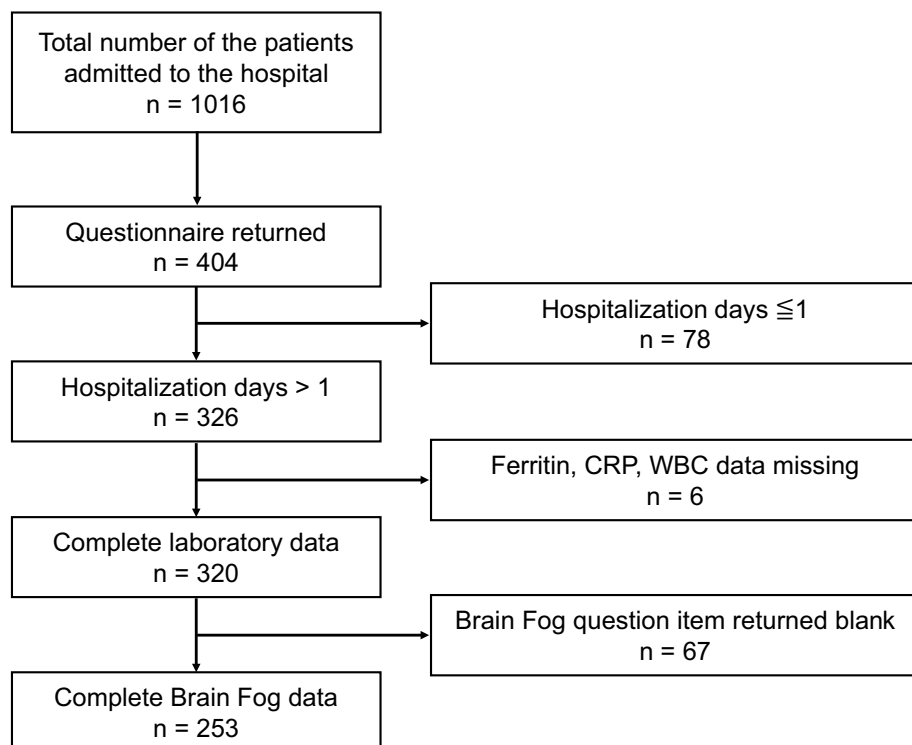 Total number of the patients
admitted to the hospital
n = 1016
Questionnaire returned
n = 404
Hospitalization days ≦1
n = 78
Hospitalization days > 1
n = 326
Ferritin, CRP, WBC data missing
n = 6
Complete laboratory data
n = 320
Brain Fog question item returned blank
n = 67
Complete Brain Fog data
n = 253